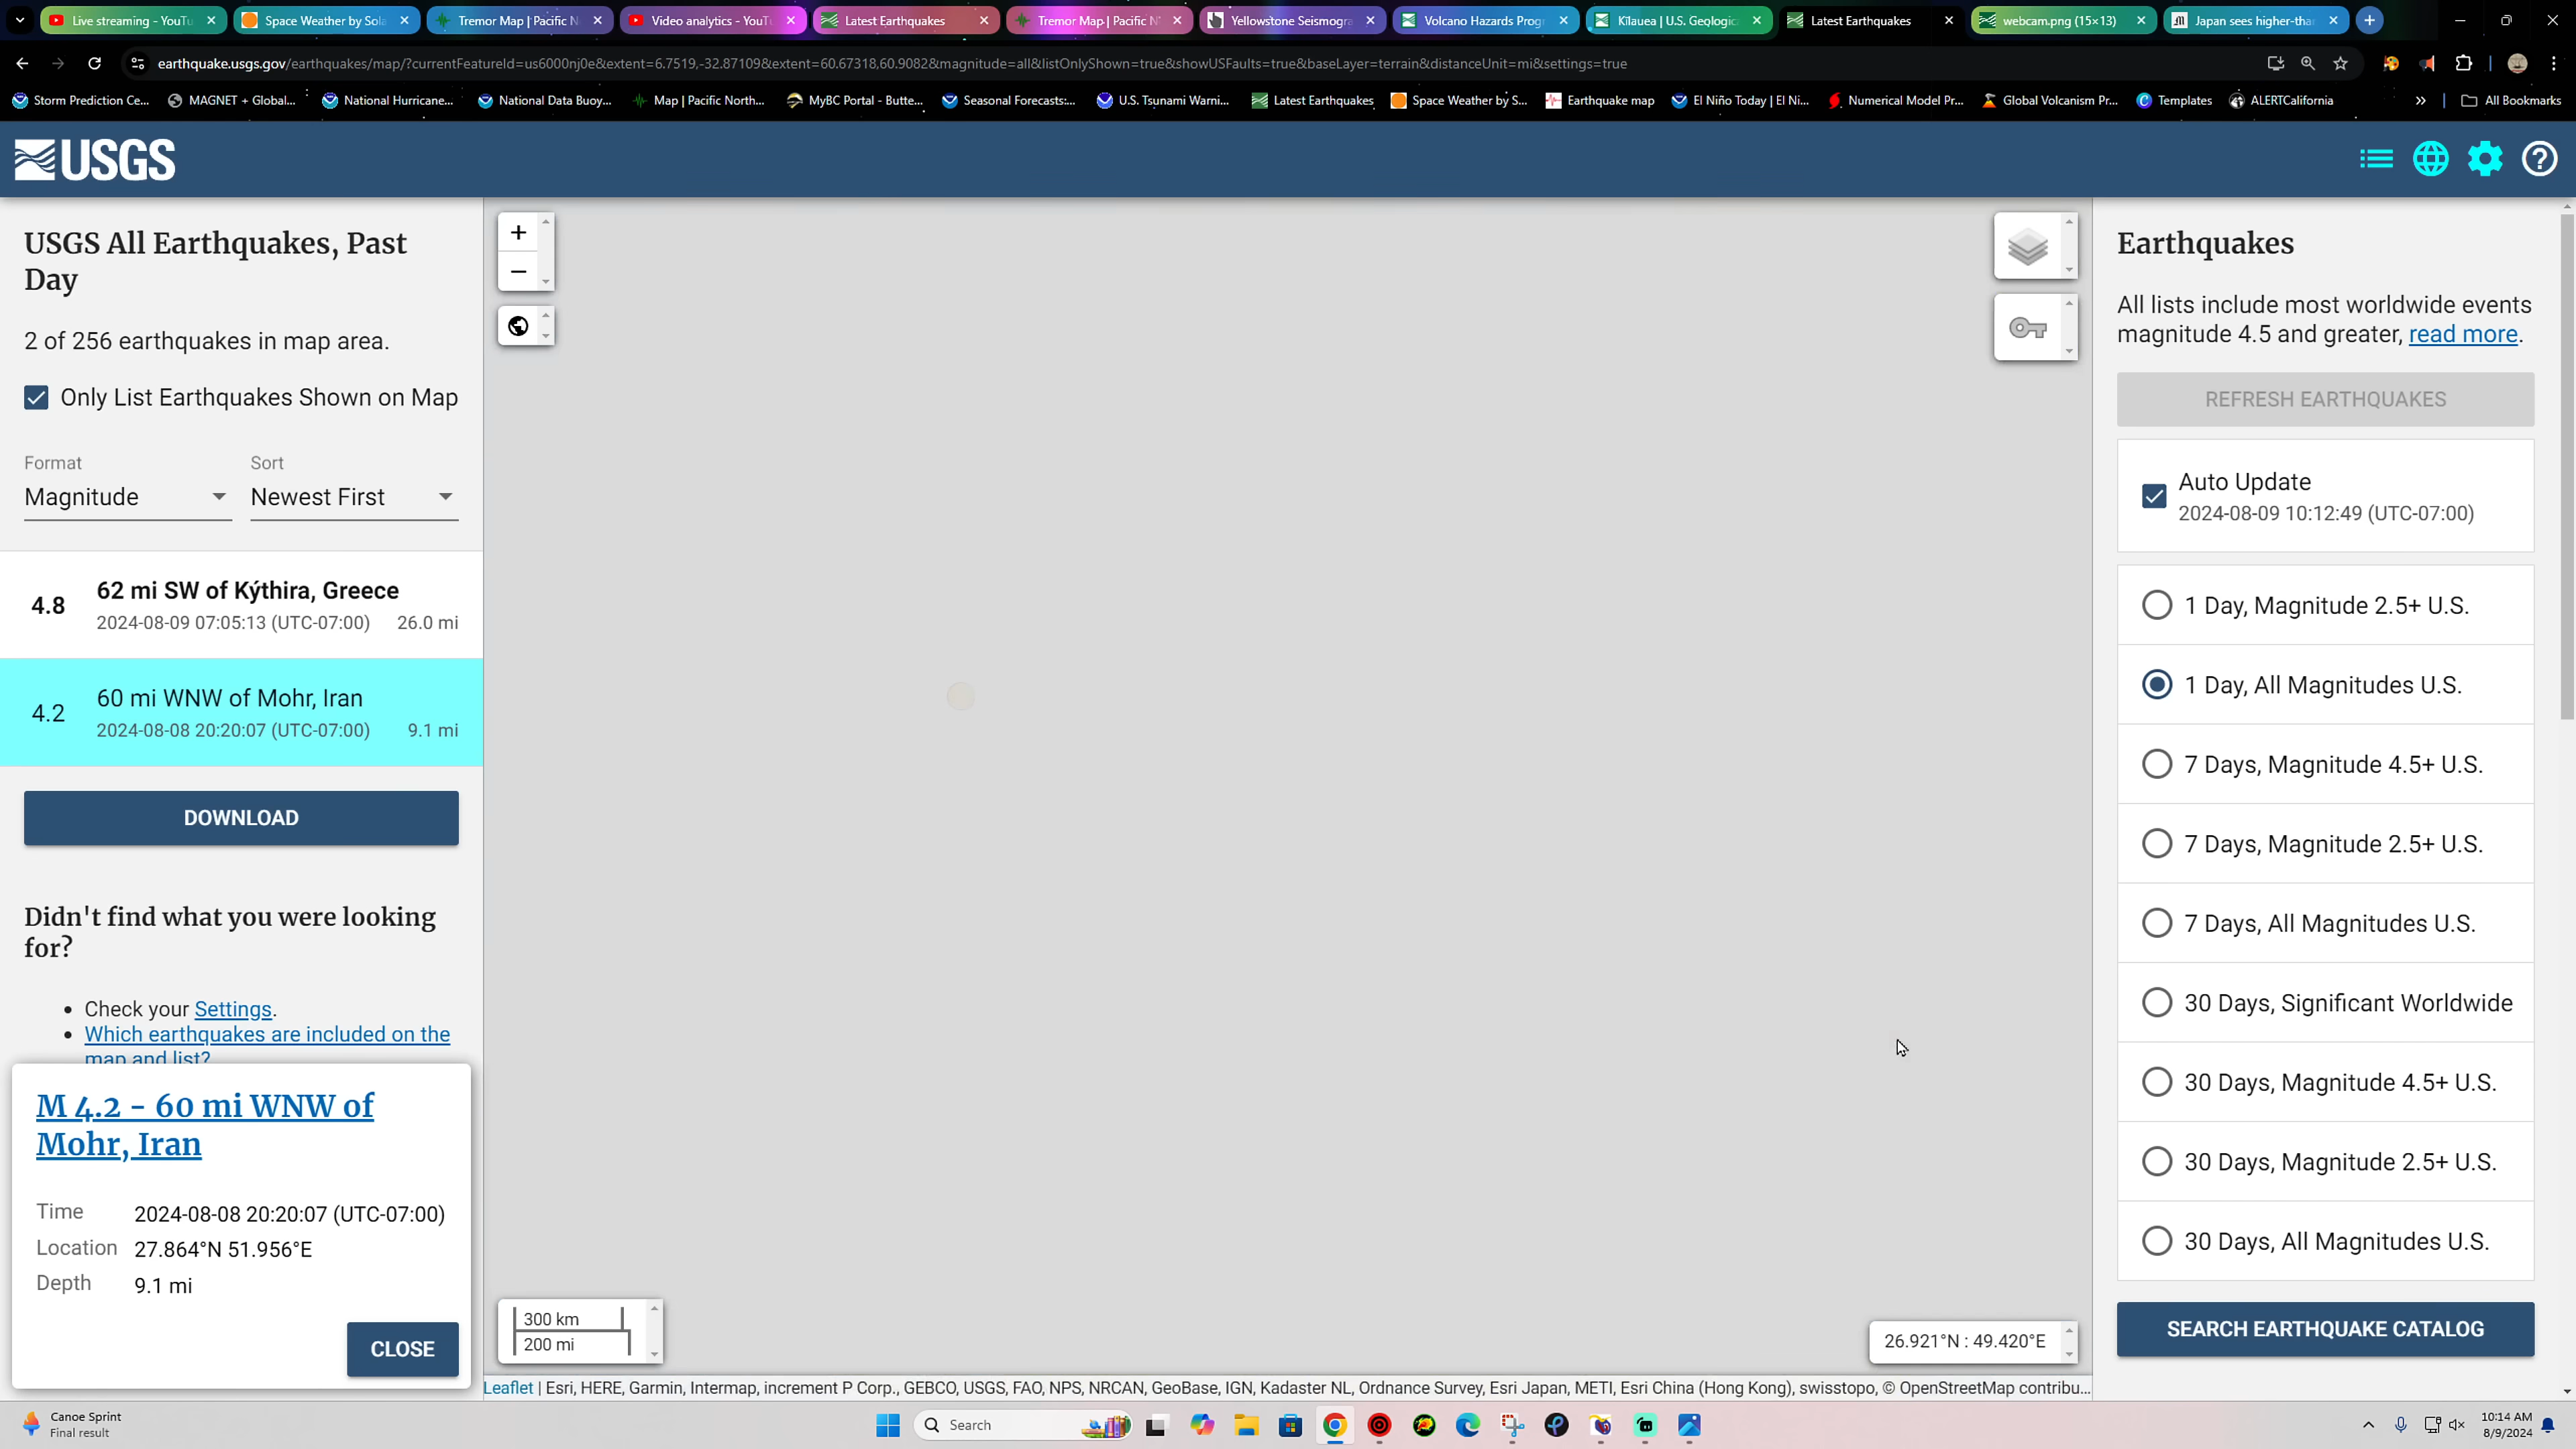 Live streaming - YouTu
Space Weather by Sola
Tremor Map | Pacific N
Video analytics - YouTu
Latest Earthquakes
Tremor Map | Pacific N
Yellowstone Seismogra
Volcano Hazards Prog
Kīlauea | U.S. Geologic
Latest Earthquakes
webcam.png (15×13)
Japan sees higher-tha
earthquake.usgs.gov/earthquakes/map/?currentFeatureId=us6000nj0e&extent=6.7519,-32.87109&extent=60.67318,60.9082&magnitude=all&listOnlyShown=true&showUSFaults=true&baseLayer=terrain&distanceUnit=mi&settings=true
Storm Prediction Ce...
MAGNET + Global...
National Hurricane...
National Data Buoy...
Map | Pacific North...
MyBC Portal - Butte...
Seasonal Forecasts:...
U.S. Tsunami Warni...
Latest Earthquakes
Space Weather by S...
Earthquake map
El Niño Today | El Ni...
Numerical Model Pr...
Global Volcanism Pr...
Templates
ALERTCalifornia
All Bookmarks
USGS
USGS All Earthquakes, Past
Day
2 of 256 earthquakes in map area.
Only List Earthquakes Shown on Map
Format
Magnitude
Sort
Newest First
4.8
62 mi SW of Kýthira, Greece
2024-08-09 07:05:13 (UTC-07:00) 26.0 mi
4.2
60 mi WNW of Mohr, Iran
2024-08-08 20:20:07 (UTC-07:00) 9.1 mi
DOWNLOAD
Didn't find what you were looking
for?
• Check your Settings.
• Which earthquakes are included on the
map and list?
M 4.2 - 60 mi WNW of
Mohr, Iran
Time 2024-08-08 20:20:07 (UTC-07:00)
Location 27.864°N 51.956°E
Depth 9.1 mi
CLOSE
+
−
300 km
200 mi
26.921°N : 49.420°E
Leaflet | Esri, HERE, Garmin, Intermap, increment P Corp., GEBCO, USGS, FAO, NPS, NRCAN, GeoBase, IGN, Kadaster NL, Ordnance Survey, Esri Japan, METI, Esri China (Hong Kong), swisstopo, © OpenStreetMap contribu...
Earthquakes
All lists include most worldwide events
magnitude 4.5 and greater, read more.
REFRESH EARTHQUAKES
Auto Update
2024-08-09 10:12:49 (UTC-07:00)
1 Day, Magnitude 2.5+ U.S.
1 Day, All Magnitudes U.S.
7 Days, Magnitude 4.5+ U.S.
7 Days, Magnitude 2.5+ U.S.
7 Days, All Magnitudes U.S.
30 Days, Significant Worldwide
30 Days, Magnitude 4.5+ U.S.
30 Days, Magnitude 2.5+ U.S.
30 Days, All Magnitudes U.S.
SEARCH EARTHQUAKE CATALOG
Canoe Sprint
Final result
Search
10:14 AM
8/9/2024